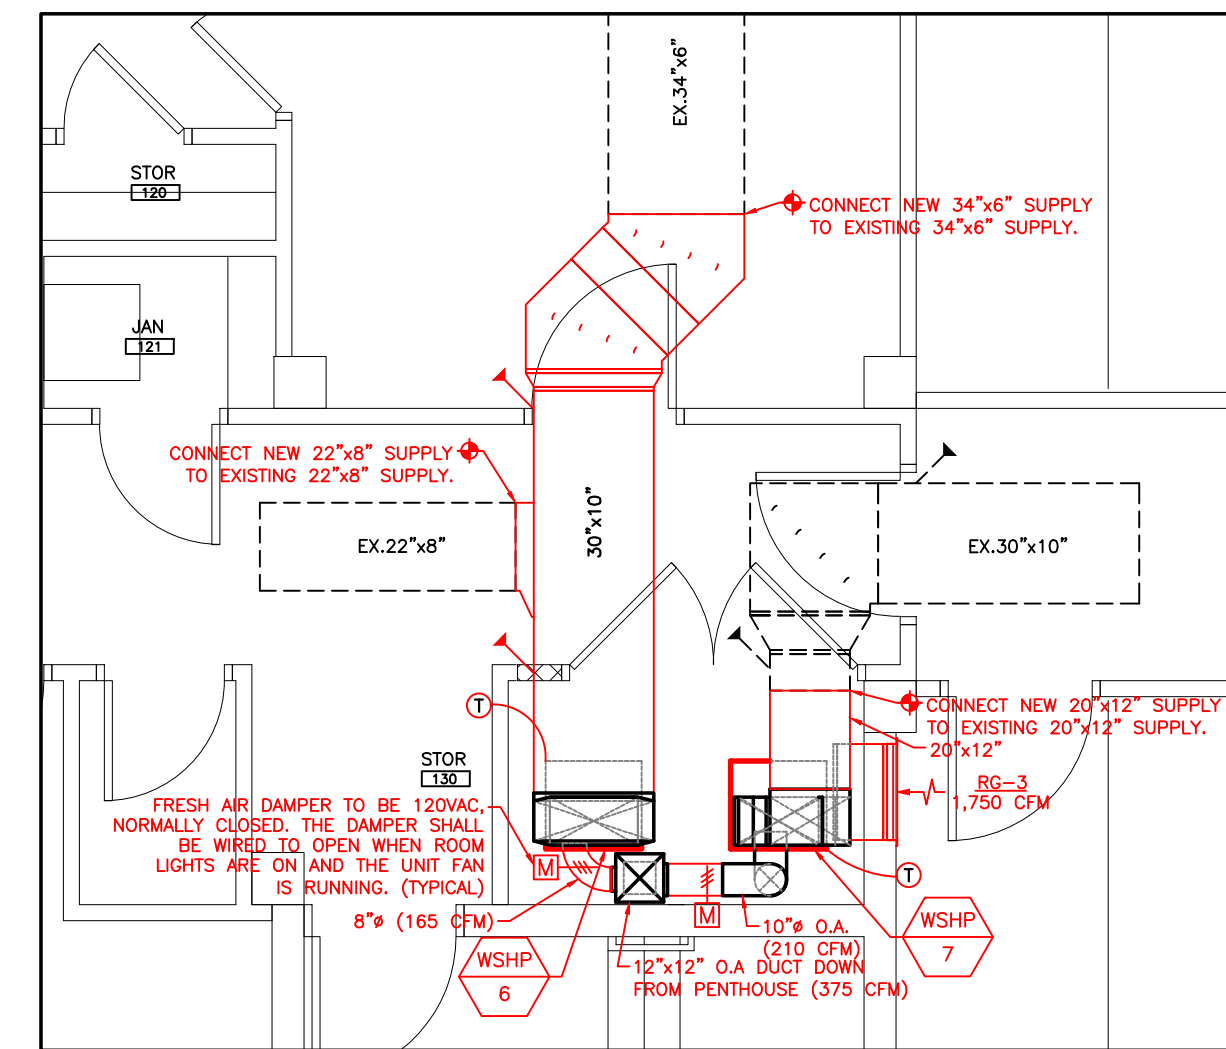 EX.34"x6"
STOR
120
CONNECT NEW 34"x6" SUPPLY
TO EXISTING 34"x6" SUPPLY.
JAN
121
CONNECT NEW 22"x8" SUPPLY
TO EXISTING 22"x8" SUPPLY.
EX.22"x8"
30"x10"
EX.30"x10"
T
CONNECT NEW 20"x12" SUPPLY
TO EXISTING 20"x12" SUPPLY.
20"x12"
STOR
130
RG-3
1,750 CFM
FRESH AIR DAMPER TO BE 120VAC,
NORMALLY CLOSED. THE DAMPER SHALL
BE WIRED TO OPEN WHEN ROOM
LIGHTS ARE ON AND THE UNIT FAN
IS RUNNING. (TYPICAL)
M
T
M
8"ø (165 CFM)
10"ø O.A.
(210 CFM)
WSHP
7
WSHP
6
12"x12" O.A DUCT DOWN
FROM PENTHOUSE (375 CFM)